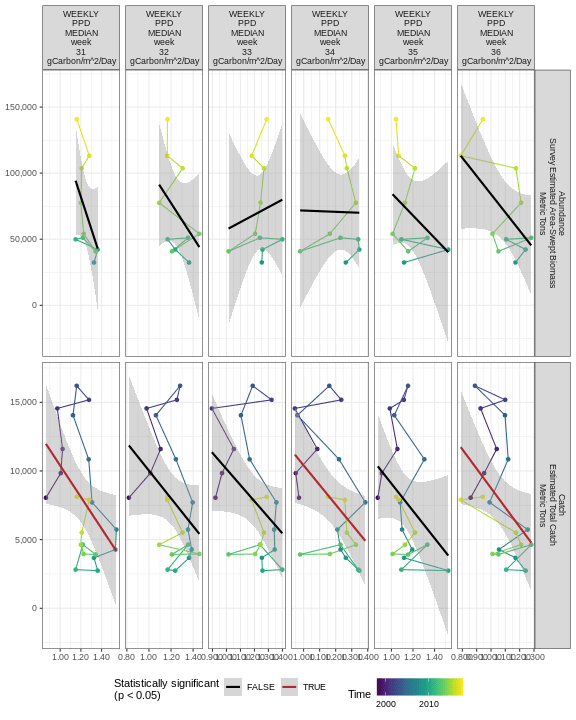 WEEKLY
PPD
MEDIAN
week
31
gCarbon/m^2/Day
WEEKLY
PPD
MEDIAN
week
32
gCarbon/m^2/Day
WEEKLY
PPD
MEDIAN
week
33
gCarbon/m^2/Day
WEEKLY
PPD
MEDIAN
week
34
gCarbon/m^2/Day
WEEKLY
PPD
MEDIAN
week
35
gCarbon/m^2/Day
WEEKLY
PPD
MEDIAN
week
36
gCarbon/m^2/Day
150,000
100,000
50,000
0
Abundance
Survey Estimated Area-Swept Biomass
Metric Tons
15,000
10,000
5,000
0
Catch
Estimated Total Catch
Metric Tons
1.00 1.20 1.40
0.80 1.00 1.20 1.40
1.00 1.20 1.40
Statistically significant
(p < 0.05)
FALSE
TRUE
Time
2000
2010